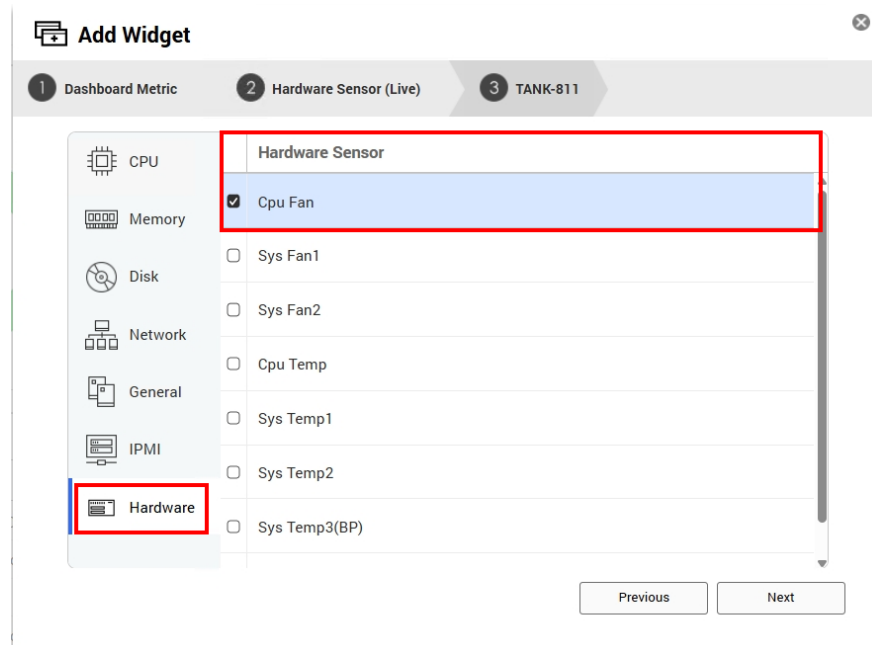 Add Widget
1 Dashboard Metric 2 Hardware Sensor (Live) 3 TANK-811
CPU
Memory
Disk
Network
General
IPMI
Hardware
Hardware Sensor
Cpu Fan
Sys Fan1
Sys Fan2
Cpu Temp
Sys Temp1
Sys Temp2
Sys Temp3(BP)
Previous Next